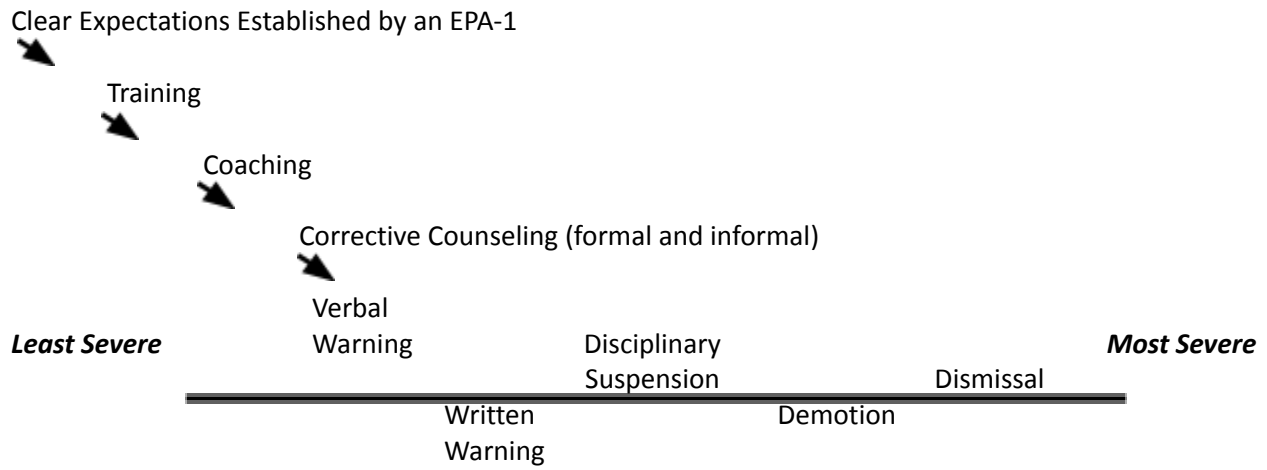 Clear Expectations Established by an EPA-1
Training
Coaching
Corrective Counseling (formal and informal)
Verbal
Least Severe Warning Disciplinary Most Severe
Suspension Dismissal
Written Demotion
Warning